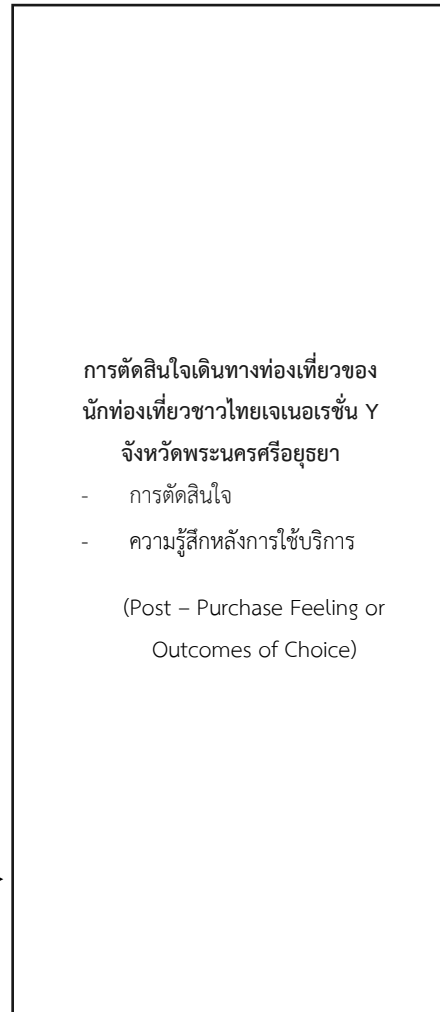 การตัดสินใจเดินทางท่องเที่ยวของ
นักท่องเที่ยวชาวไทยเจเนอเรชั่น Y
จังหวัดพระนครศรีอยุธยา
- การตัดสินใจ
- ความรู้สึกหลังการใช้บริการ
(Post – Purchase Feeling or
Outcomes of Choice)